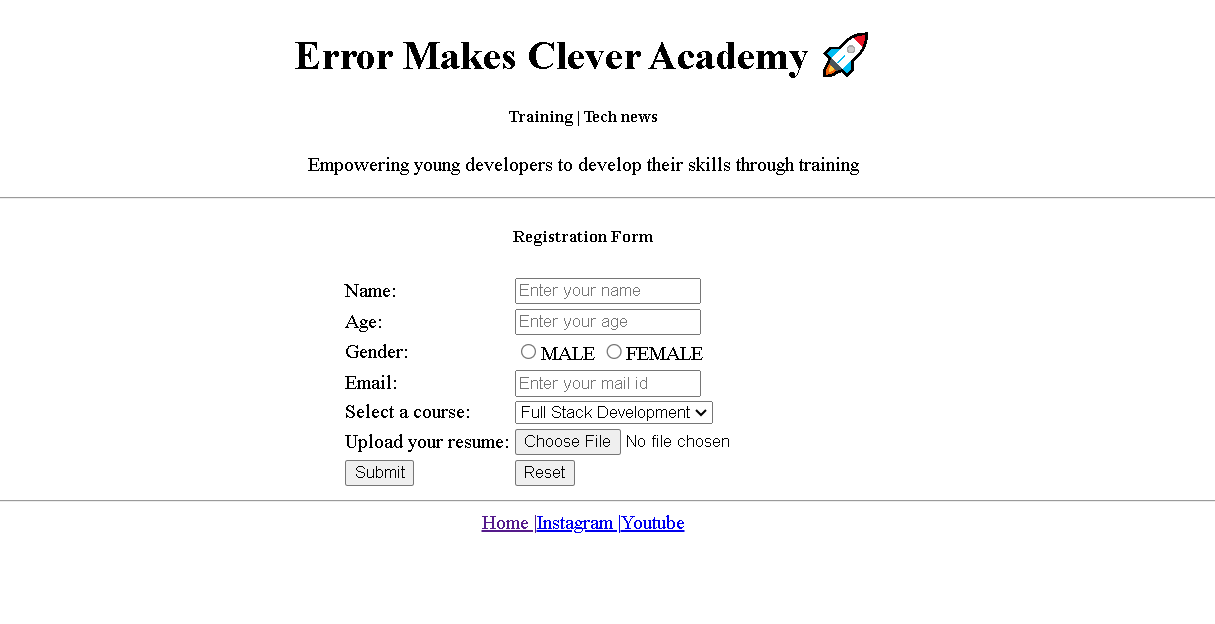 Error Makes Clever Academy 🚀
Training | Tech news
Empowering young developers to develop their skills through training
Registration Form
Name: Enter your name
Age: Enter your age
Gender: MALE FEMALE
Email: Enter your mail id
Select a course: Full Stack Development
Upload your resume: Choose File No file chosen
Submit Reset
Home |Instagram |Youtube